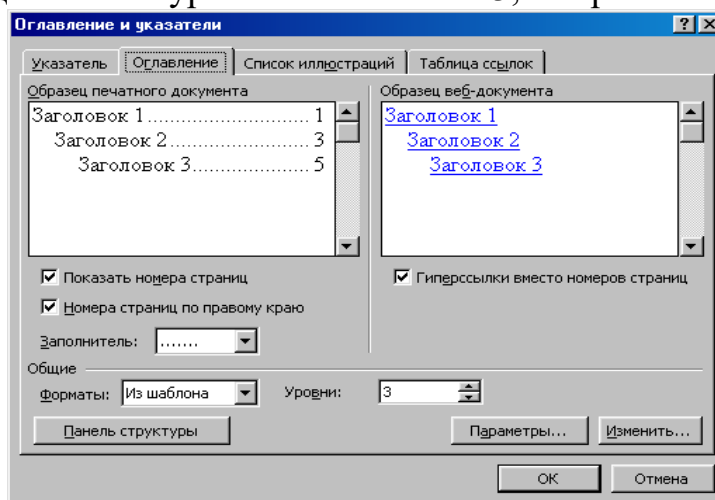 Оглавление и указатели
Указатель Оглавление Список иллюстраций Таблица ссылок
Образец печатного документа Образец веб-документа
Заголовок 1............................ 1 Заголовок 1
Заголовок 2....................... 3 Заголовок 2
Заголовок 3.................... 5 Заголовок 3
Показать номера страниц Гиперссылки вместо номеров страниц
Номера страниц по правому краю
Заполнитель: .......
Общие
Форматы: Из шаблона Уровни: 3
Панель структуры Параметры... Изменить...
ОК Отмена